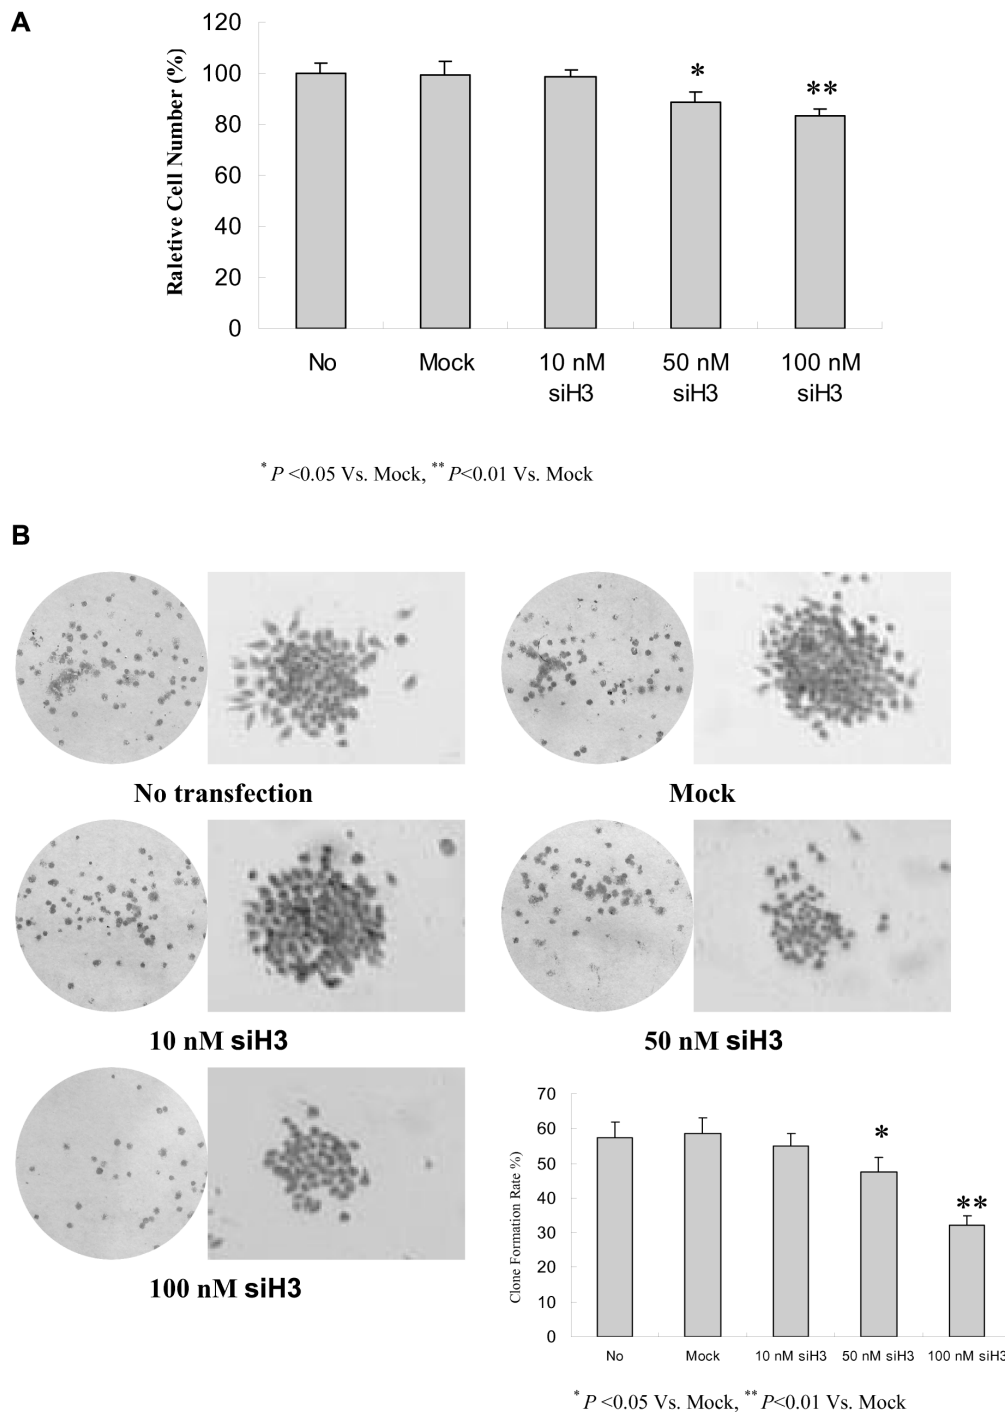 A
120
100
80
60
40
20
0
Raletive Cell Number (%)
* **
No Mock 10 nM siH3 50 nM siH3 100 nM siH3
* P <0.05 Vs. Mock, ** P<0.01 Vs. Mock
B
No transfection
Mock
10 nM siH3
50 nM siH3
100 nM siH3
70
60
50
40
30
20
10
0
Clone Formation Rate %)
* **
No Mock 10 nM siH3 50 nM siH3 100 nM siH3
* P <0.05 Vs. Mock, ** P<0.01 Vs. Mock